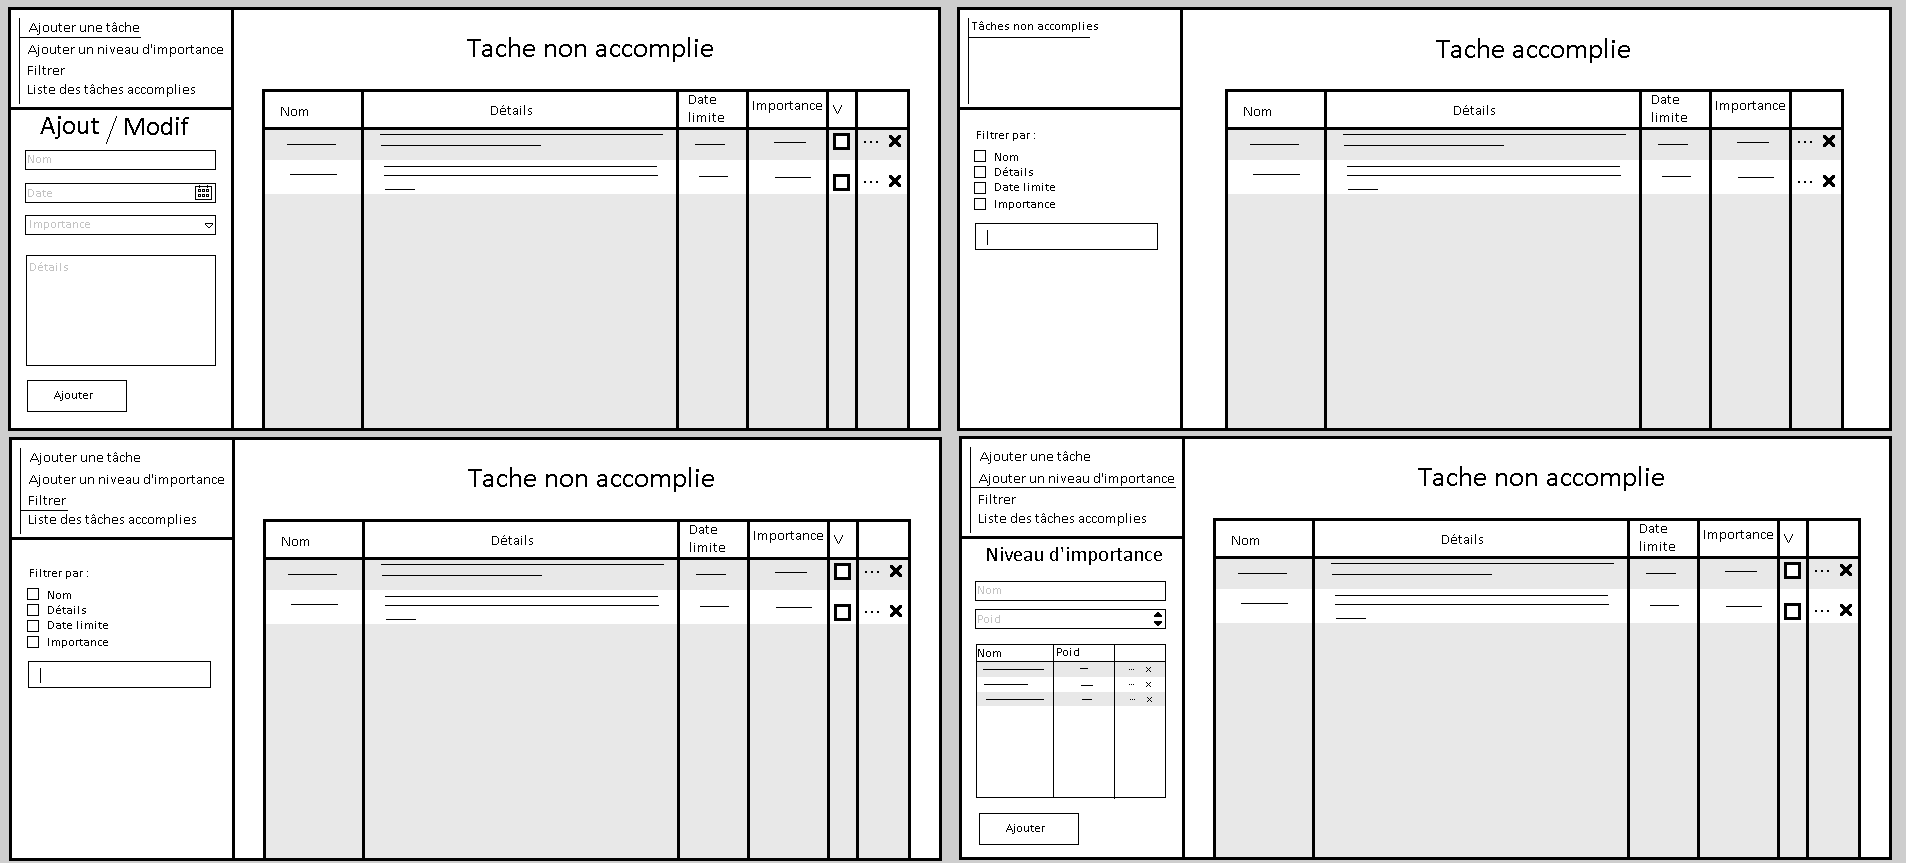 Ajouter une tâche
Ajouter un niveau d'importance
Filtrer
Liste des tâches accomplies
Ajout / Modif
Nom
Date
Importance
Détails
Ajouter
Tache non accomplie
Nom
Détails
Date
limite
Importance
V
... ×
... ×
Tâches non accomplies
Filtrer par :
Nom
Détails
Date limite
Importance
Tache accomplie
Nom
Détails
Date
limite
Importance
... ×
... ×
Ajouter une tâche
Ajouter un niveau d'importance
Filtrer
Liste des tâches accomplies
Filtrer par :
Nom
Détails
Date limite
Importance
Tache non accomplie
Nom
Détails
Date
limite
Importance
V
... ×
... ×
Ajouter une tâche
Ajouter un niveau d'importance
Filtrer
Liste des tâches accomplies
Niveau d'importance
Nom
Poid
Nom
Poid
... ×
... ×
... ×
Ajouter
Tache non accomplie
Nom
Détails
Date
limite
Importance
V
... ×
... ×